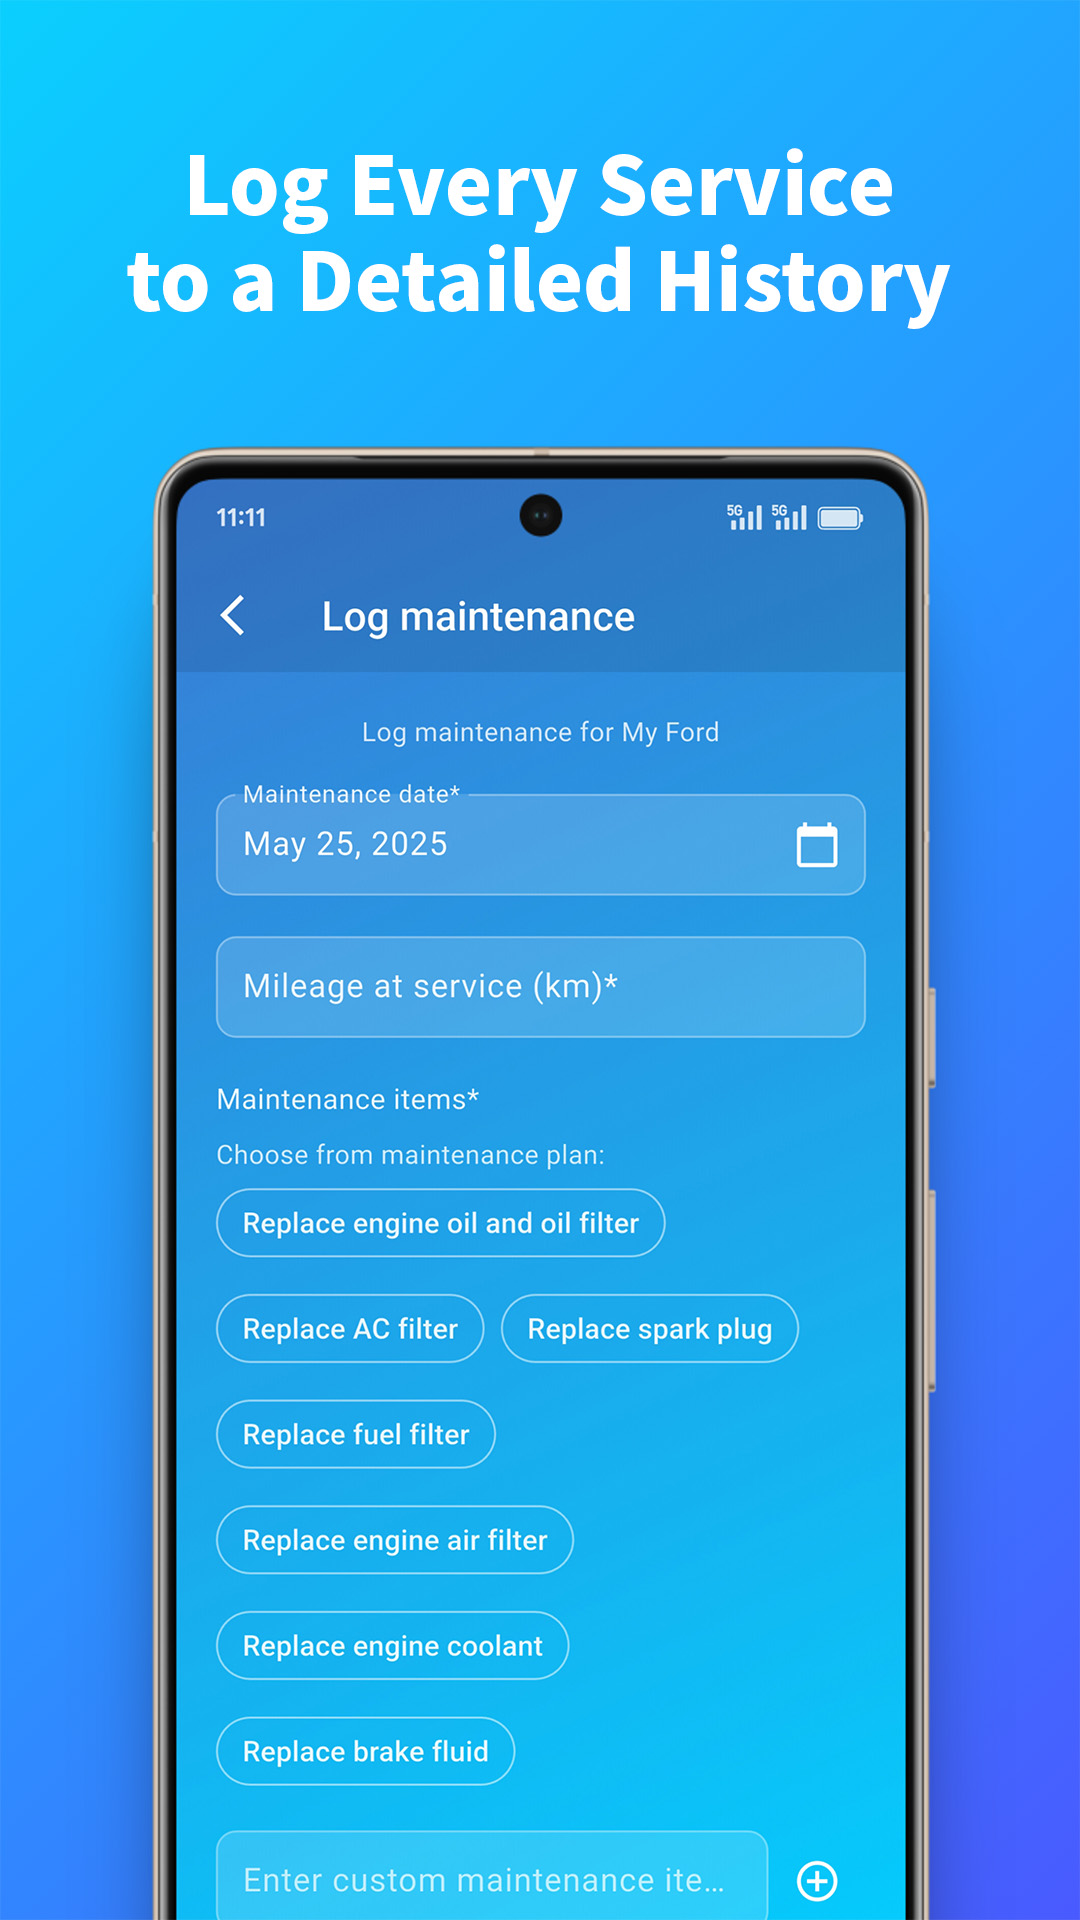 Log Every Service
to a Detailed History
11:11
5G 5G
Log maintenance
Log maintenance for My Ford
Maintenance date*
May 25, 2025
Mileage at service (km)*
Maintenance items*
Choose from maintenance plan:
Replace engine oil and oil filter
Replace AC filter Replace spark plug
Replace fuel filter
Replace engine air filter
Replace engine coolant
Replace brake fluid
Enter custom maintenance ite…